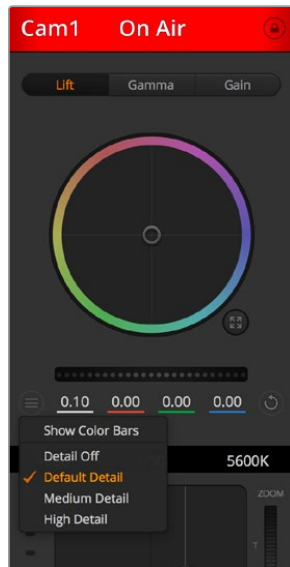 Cam1 On Air
Lift Gamma Gain
0.10 0.00 0.00 0.00
Show Color Bars
Detail Off
5600K
Default Detail
Medium Detail
ZOOM
High Detail
T